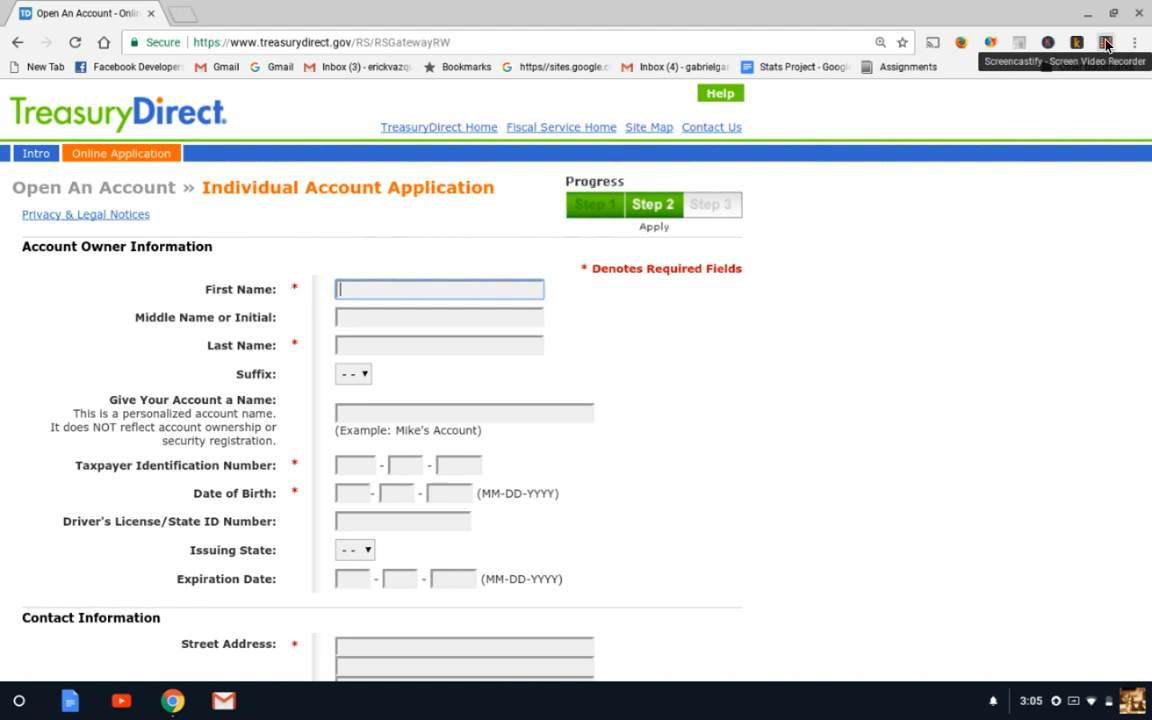 Open An Account - Onlin
Secure
https://www.treasurydirect.gov/RS/RSGatewayRW
New Tab
Facebook Developer
Gmail
Gmail
Inbox (3) - erickvazq
Bookmarks
https//sites.google.c
Inbox (4) - gabrielga
Stats Project - Goog
Assignments
Screencastify - Screen Video Recorder
TreasuryDirect.
Help
TreasuryDirect Home
Fiscal Service Home
Site Map
Contact Us
Intro
Online Application
Open An Account » Individual Account Application
Privacy & Legal Notices
Progress
Step 1
Step 2
Step 3
Apply
Account Owner Information
* Denotes Required Fields
First Name: *
Middle Name or Initial:
Last Name: *
Suffix: - -
Give Your Account a Name:
This is a personalized account name.
It does NOT reflect account ownership or
security registration.
(Example: Mike's Account)
Taxpayer Identification Number: * - -
Date of Birth: * - - (MM-DD-YYYY)
Driver's License/State ID Number:
Issuing State: - -
Expiration Date: - - (MM-DD-YYYY)
Contact Information
Street Address: *
3:05